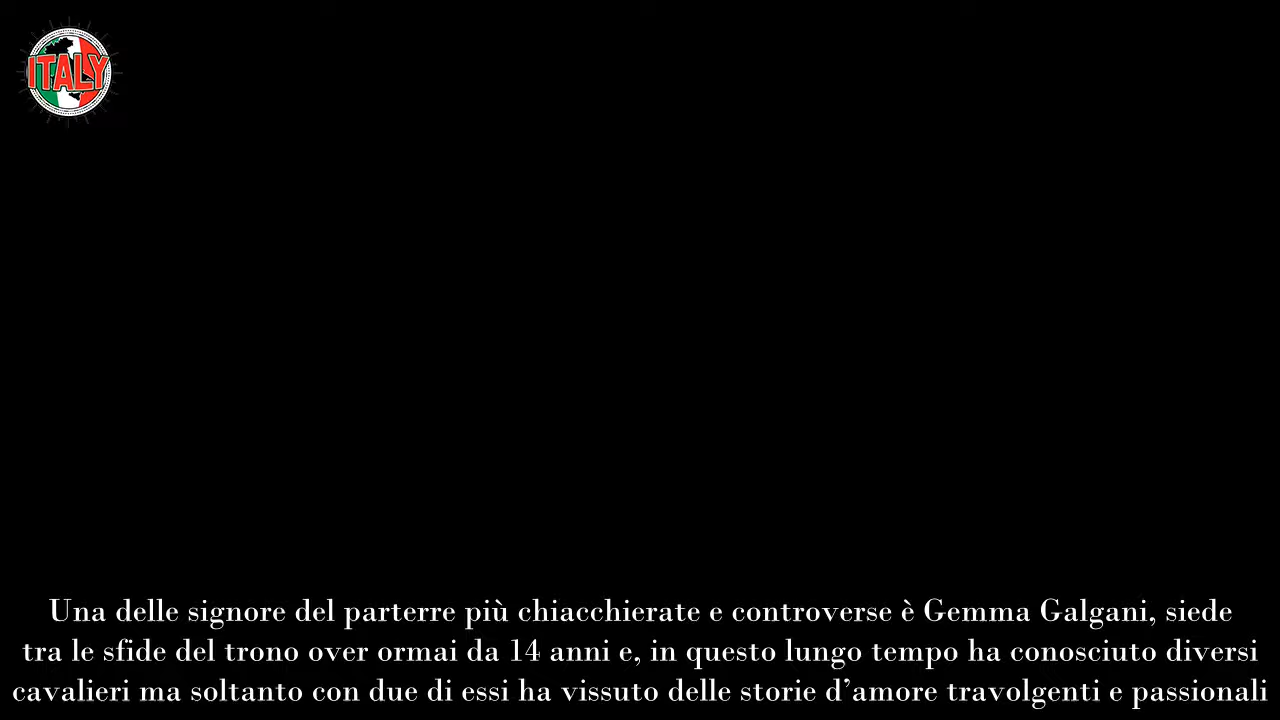 ITALY
Una delle signore del parterre più chiacchierate e controverse è Gemma Galgani, siede
tra le sfide del trono over ormai da 14 anni e, in questo lungo tempo ha conosciuto diversi
cavalieri ma soltanto con due di essi ha vissuto delle storie d’amore travolgenti e passionali